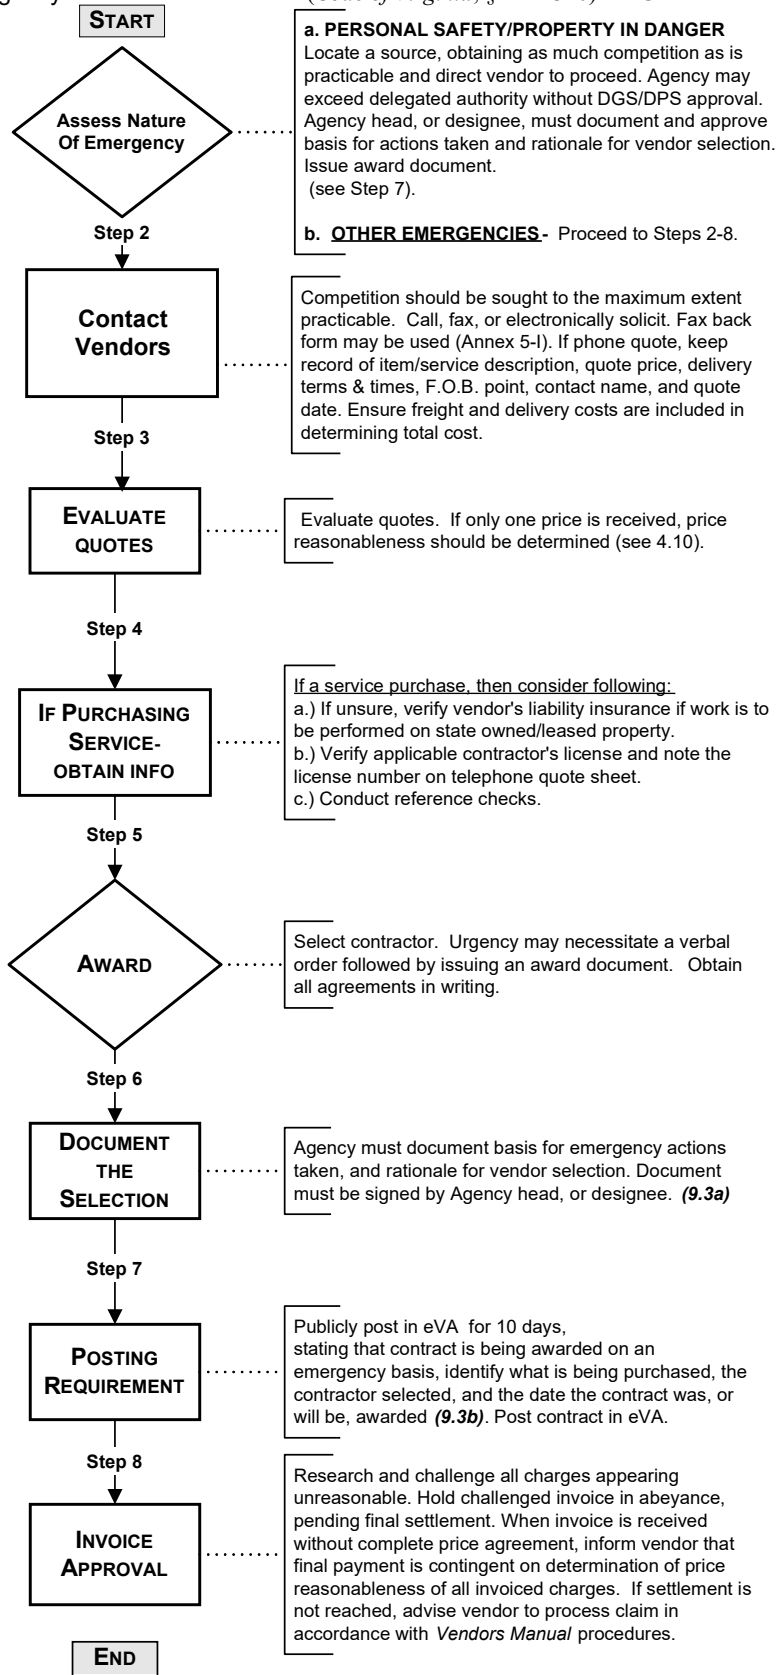 START
a. PERSONAL SAFETY/PROPERTY IN DANGER
Locate a source, obtaining as much competition as is
practicable and direct vendor to proceed. Agency may
exceed delegated authority without DGS/DPS approval.
Agency head, or designee, must document and approve
basis for actions taken and rationale for vendor selection.
Issue award document.
(see Step 7).
b. OTHER EMERGENCIES- Proceed to Steps 2-8.
Assess Nature
Of Emergency
Step 2
Contact
Vendors
Competition should be sought to the maximum extent
practicable. Call, fax, or electronically solicit. Fax back
form may be used (Annex 5-I). If phone quote, keep
record of item/service description, quote price, delivery
terms & times, F.O.B. point, contact name, and quote
date. Ensure freight and delivery costs are included in
determining total cost.
Step 3
EVALUATE
QUOTES
Evaluate quotes. If only one price is received, price
reasonableness should be determined (see 4.10).
Step 4
IF PURCHASING
SERVICE-
OBTAIN INFO
If a service purchase, then consider following:
a.) If unsure, verify vendor's liability insurance if work is to
be performed on state owned/leased property.
b.) Verify applicable contractor's license and note the
license number on telephone quote sheet.
c.) Conduct reference checks.
Step 5
AWARD
Select contractor. Urgency may necessitate a verbal
order followed by issuing an award document. Obtain
all agreements in writing.
Step 6
DOCUMENT
THE
SELECTION
Agency must document basis for emergency actions
taken, and rationale for vendor selection. Document
must be signed by Agency head, or designee. (9.3a)
Step 7
POSTING
REQUIREMENT
Publicly post in eVA for 10 days,
stating that contract is being awarded on an
emergency basis, identify what is being purchased, the
contractor selected, and the date the contract was, or
will be, awarded (9.3b). Post contract in eVA.
Step 8
INVOICE
APPROVAL
Research and challenge all charges appearing
unreasonable. Hold challenged invoice in abeyance,
pending final settlement. When invoice is received
without complete price agreement, inform vendor that
final payment is contingent on determination of price
reasonableness of all invoiced charges. If settlement is
not reached, advise vendor to process claim in
accordance with Vendors Manual procedures.
END